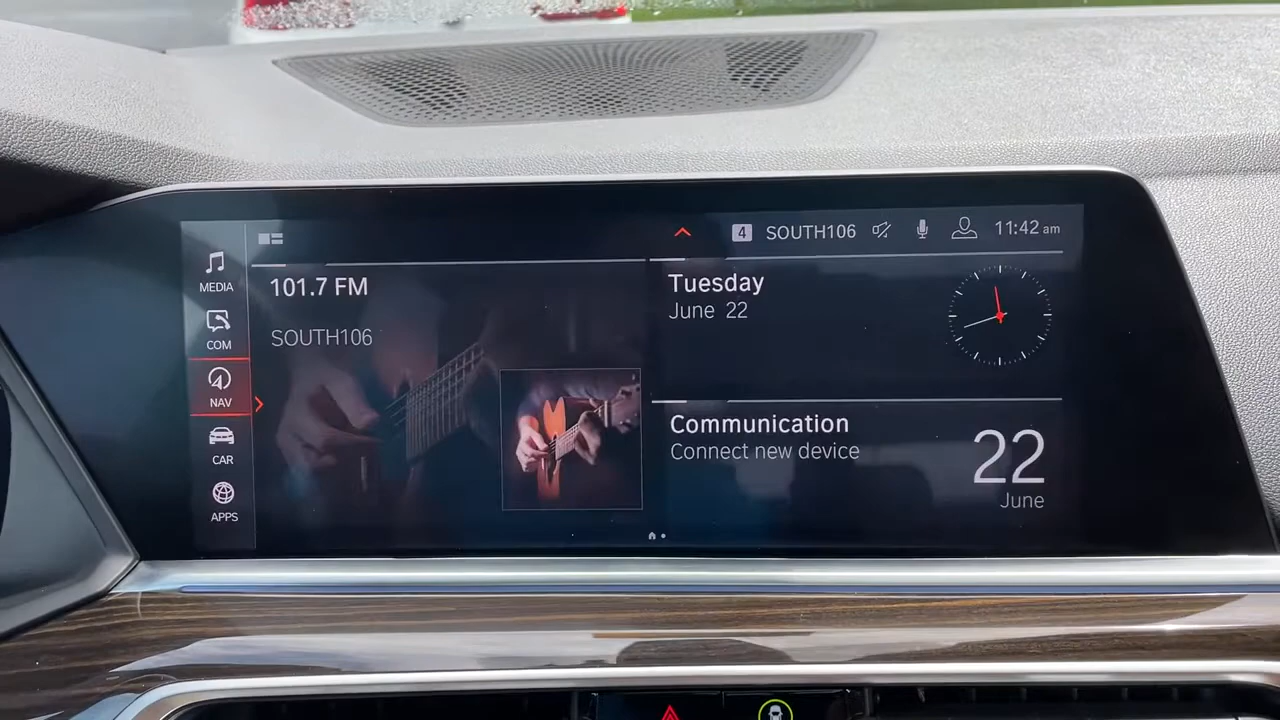 4 SOUTH106 11:42 am
MEDIA
COM
NAV
CAR
APPS
101.7 FM
SOUTH106
Tuesday
June 22
Communication
Connect new device
22
June